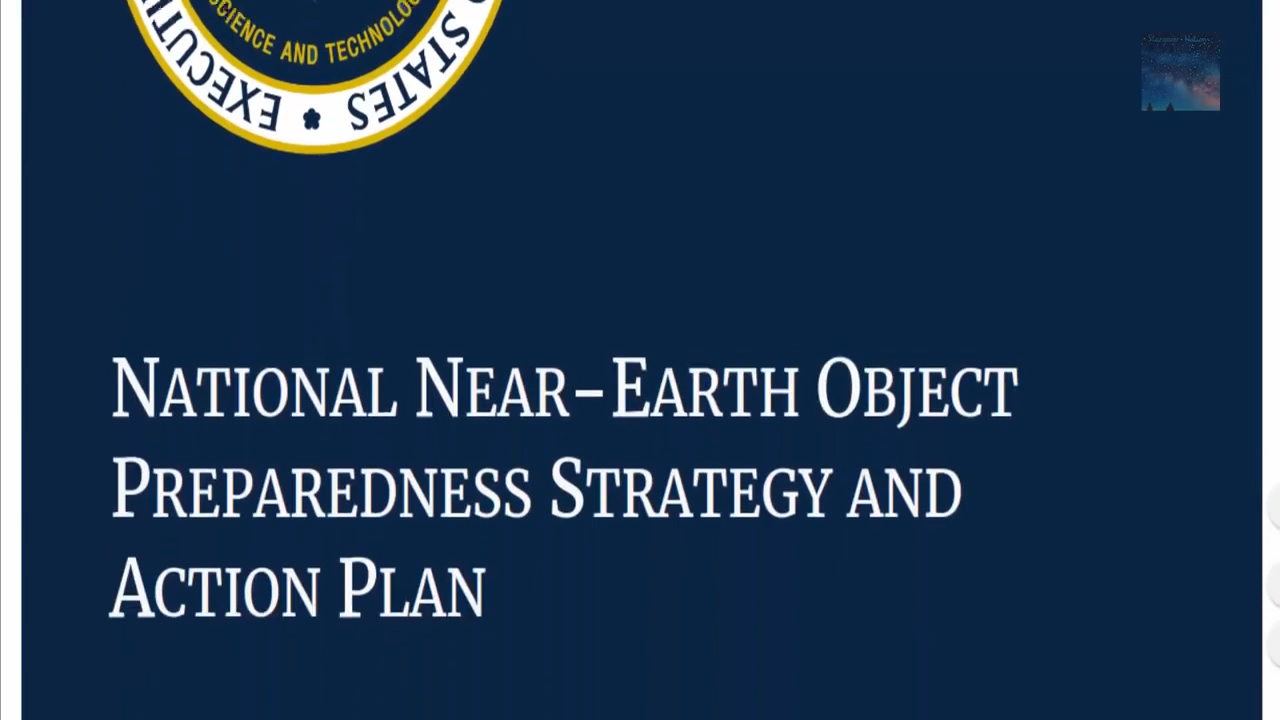 SCIENCE AND TECHNOLOG
EXECUTI
STATES
NATIONAL NEAR–EARTH OBJECT
PREPAREDNESS STRATEGY AND
ACTION PLAN